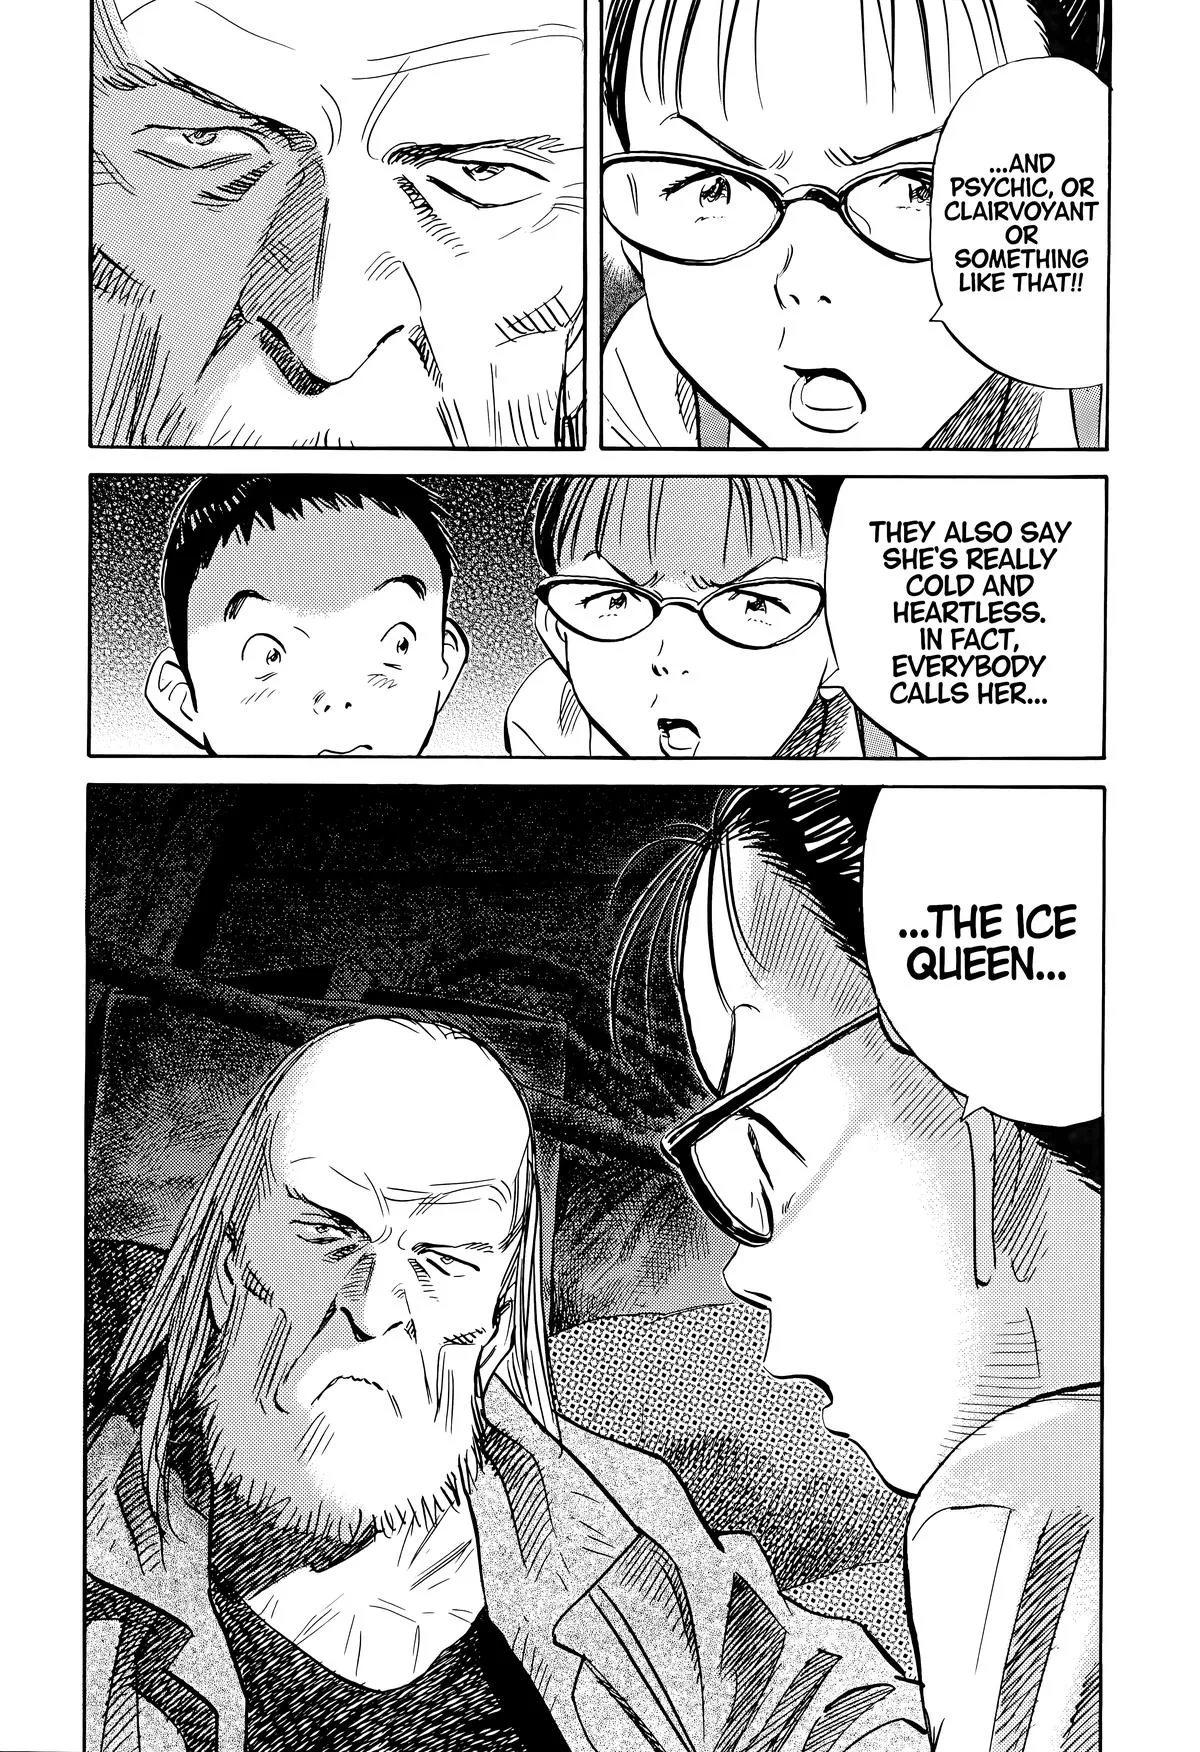 ...AND
PSYCHIC, OR
CLAIRVOYANT
OR
SOMETHING
LIKE THAT!!
THEY ALSO SAY
SHE'S REALLY
COLD AND
HEARTLESS.
IN FACT,
EVERYBODY
CALLS HER...
...THE ICE
QUEEN...